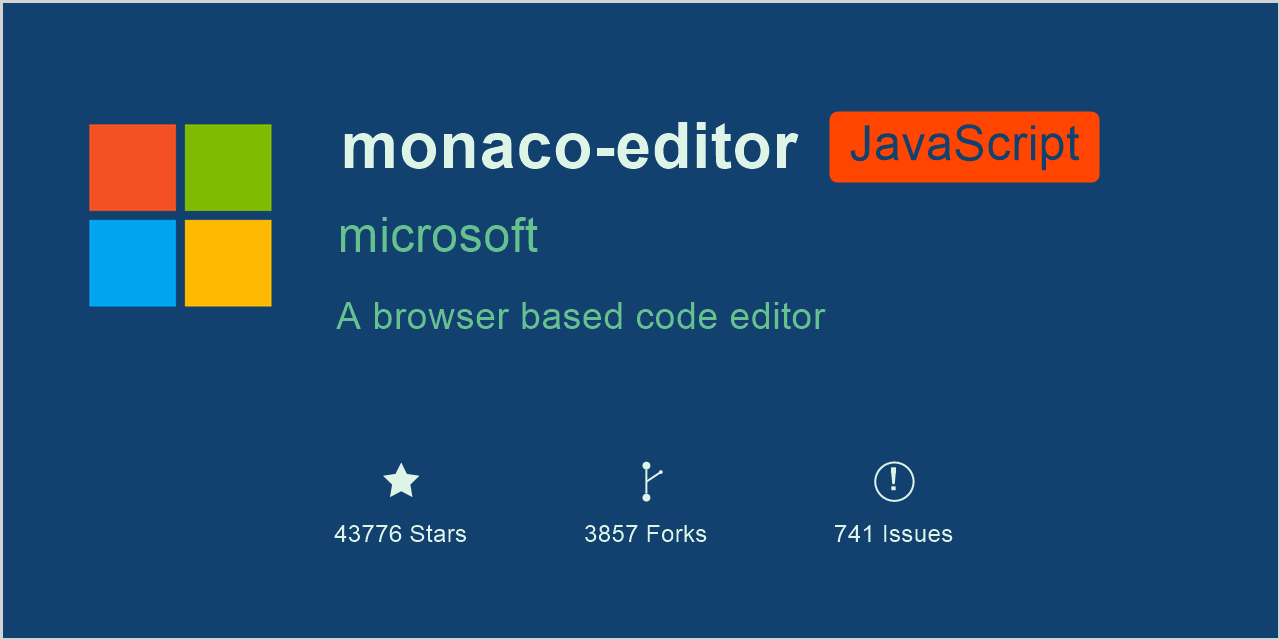 monaco-editor JavaScript
microsoft
A browser based code editor
43776 Stars 3857 Forks 741 Issues